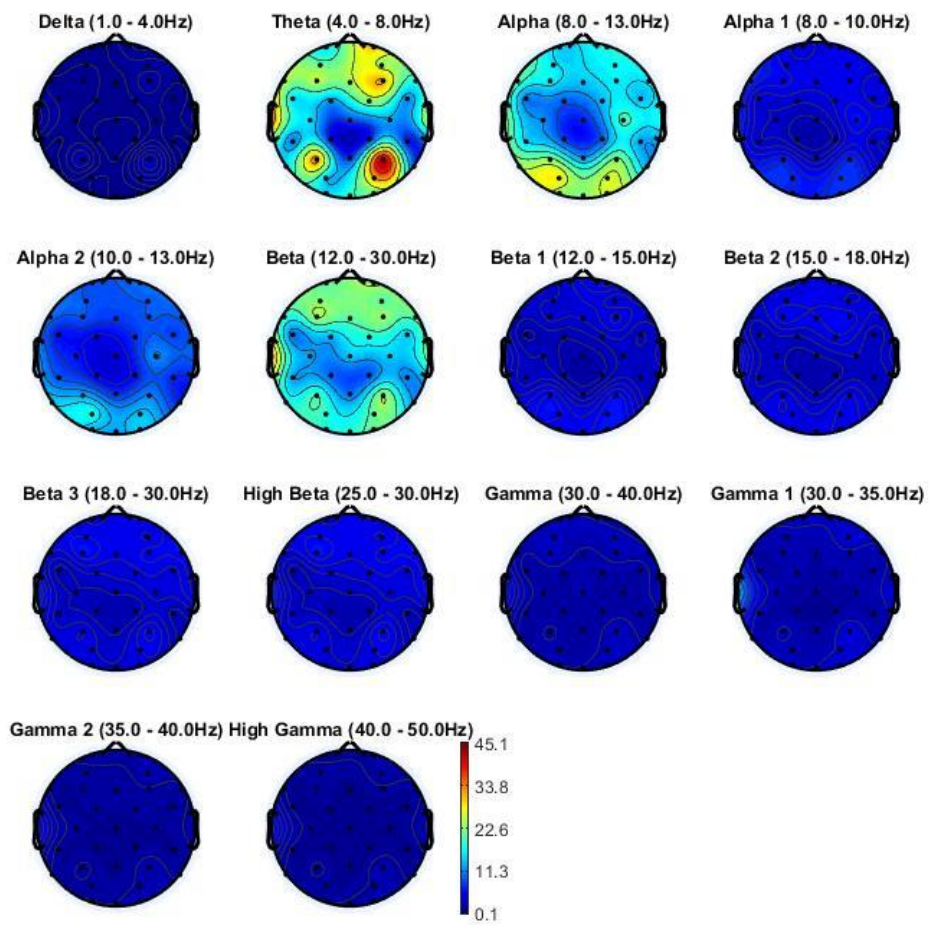 Delta (1.0 - 4.0Hz) Theta (4.0 - 8.0Hz) Alpha (8.0 - 13.0Hz) Alpha 1 (8.0 - 10.0Hz)
Alpha 2 (10.0 - 13.0Hz) Beta (12.0 - 30.0Hz) Beta 1 (12.0 - 15.0Hz) Beta 2 (15.0 - 18.0Hz)
Beta 3 (18.0 - 30.0Hz) High Beta (25.0 - 30.0Hz) Gamma (30.0 - 40.0Hz) Gamma 1 (30.0 - 35.0Hz)
Gamma 2 (35.0 - 40.0Hz) High Gamma (40.0 - 50.0Hz)
45.1
33.8
22.6
11.3
0.1